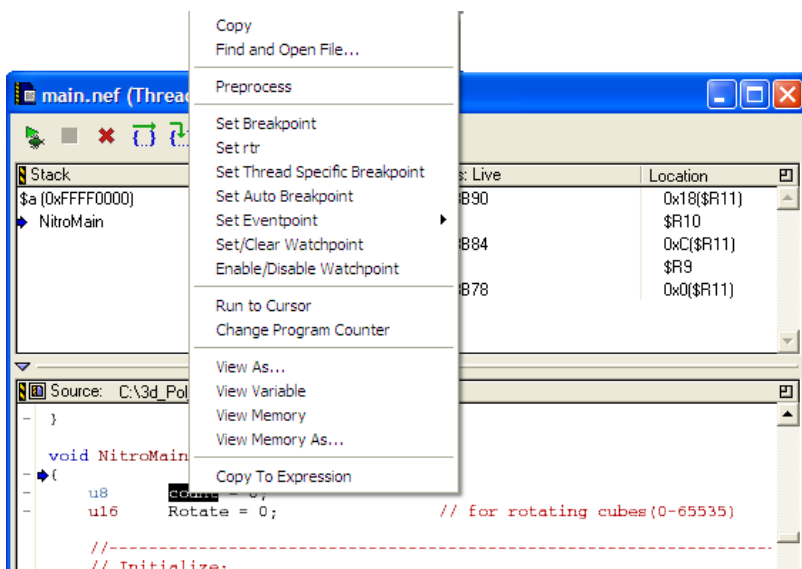 Copy
Find and Open File...
Preprocess
main.nef (Thread
Set Breakpoint
Set rtr
Set Thread Specific Breakpoint
Set Auto Breakpoint
Set Eventpoint
Set/Clear Watchpoint
Enable/Disable Watchpoint
Run to Cursor
Change Program Counter
View As...
View Variable
View Memory
View Memory As...
Copy To Expression
Stack
s: Live
Location
$a (0xFFFF0000)
B90
0x18($R11)
NitroMain
$R10
B84
0xC($R11)
$R9
B78
0x0($R11)
Source: C:\3d_Pol
}
void NitroMain
{
u8 count = 0;
u16 Rotate = 0; // for rotating cubes(0-65535)
//----------------------------------------------------------------
// Initialize: